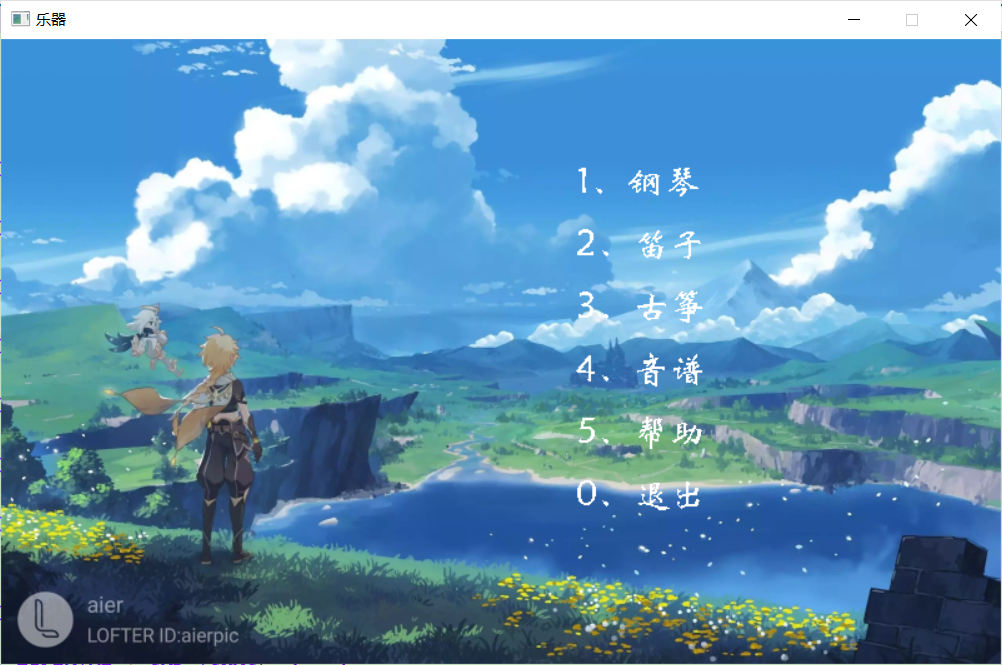 乐器
1、钢琴
2、笛子
3、古筝
4、音谱
5、帮助
0、退出
aier
LOFTER ID:aierpic